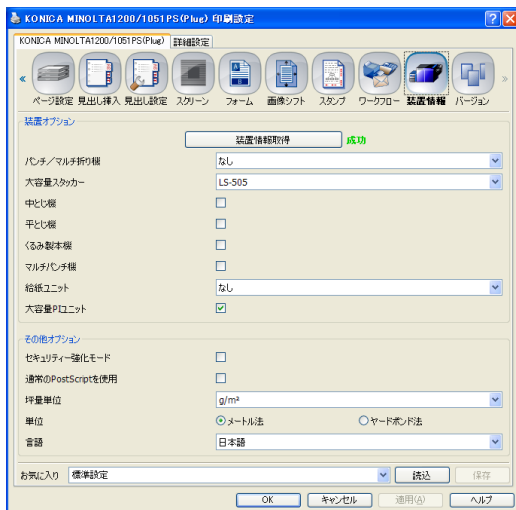 KONICA MINOLTA1200/1051PS(Plug) 印刷設定
KONICA MINOLTA1200/1051PS(Plug) 詳細設定
ページ設定 見出し挿入 見出し設定 スクリーン フォーム 画像シフト スタンプ ワークフロー 装置情報 バージョン
装置オプション
装置情報取得 成功
パンチ/マルチ折り機 なし
大容量スタッカー LS-505
中とじ機
平とじ機
くるみ製本機
マルチパンチ機
給紙ユニット なし
大容量PIユニット
その他オプション
セキュリティー強化モード
通常のPostScriptを使用
坪量単位 g/m²
単位 メートル法 ヤードポンド法
言語 日本語
お気に入り 標準設定 読込 保存
OK キャンセル 適用(A) ヘルプ